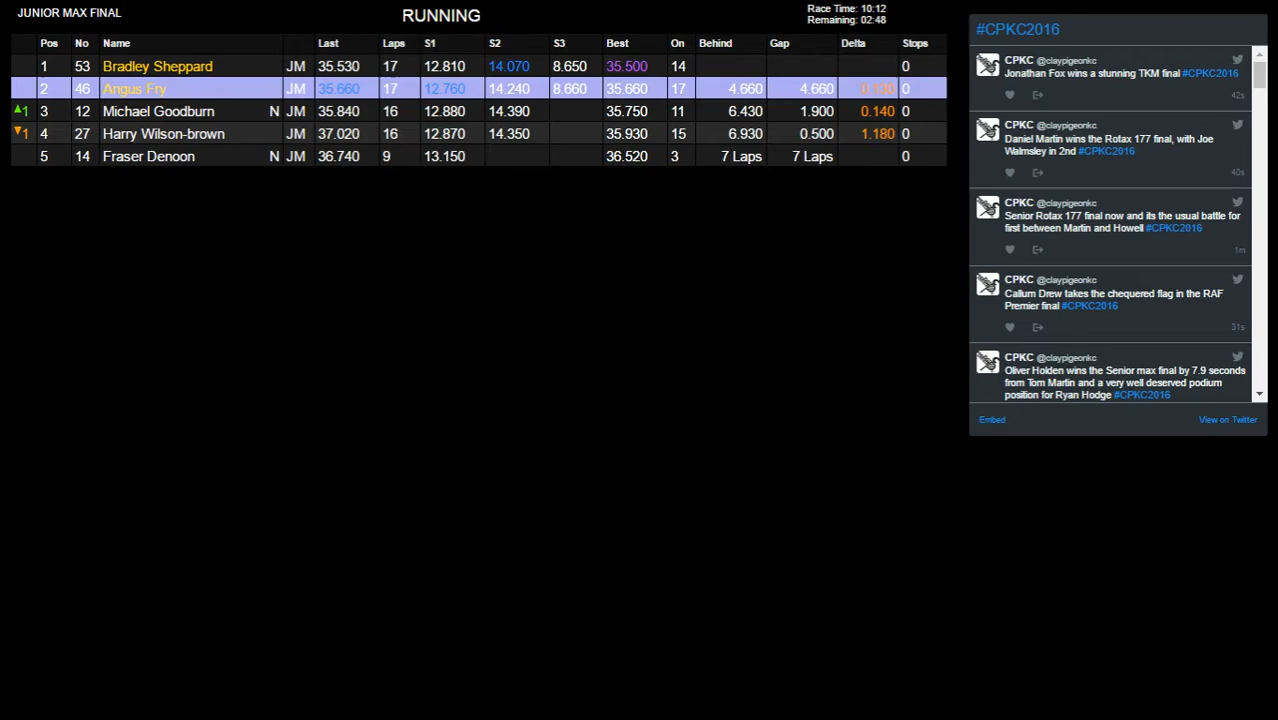 JUNIOR MAX FINAL
RUNNING
Race Time: 10:12
Remaining: 02:48
Pos No Name Last Laps S1 S2 S3 Best On Behind Gap Delta Stops
1 53 Bradley Sheppard JM 35.530 17 12.810 14.070 8.650 35.500 14 0
2 46 Angus Fry JM 35.660 17 12.760 14.240 8.660 35.660 17 4.660 4.660 0.130 0
1 3 12 Michael Goodburn N JM 35.840 16 12.880 14.390 35.750 11 6.430 1.900 0.140 0
1 4 27 Harry Wilson-brown JM 37.020 16 12.870 14.350 35.930 15 6.930 0.500 1.180 0
5 14 Fraser Denoon N JM 36.740 9 13.150 36.520 3 7 Laps 7 Laps 0
#CPKC2016
CPKC @claypigeonkc
Jonathan Fox wins a stunning TKM final #CPKC2016
42s
CPKC @claypigeonkc
Daniel Martin wins the Rotax 177 final, with Joe
Walmsley in 2nd #CPKC2016
40s
CPKC @claypigeonkc
Senior Rotax 177 final now and its the usual battle for
first between Martin and Howell #CPKC2016
1m
CPKC @claypigeonkc
Callum Drew takes the chequered flag in the RAF
Premier final #CPKC2016
31s
CPKC @claypigeonkc
Oliver Holden wins the Senior max final by 7.9 seconds
from Tom Martin and a very well deserved podium
position for Ryan Hodge #CPKC2016
Embed
View on Twitter